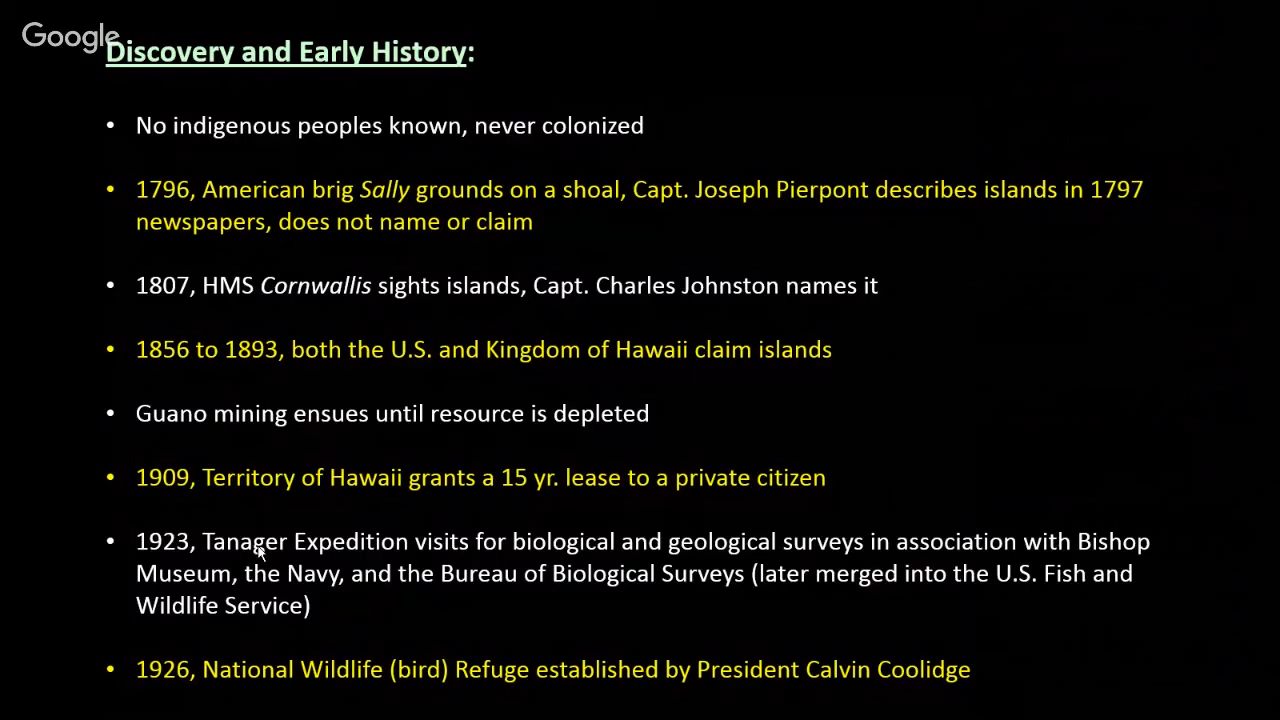 Google
Discovery and Early History:
• No indigenous peoples known, never colonized
• 1796, American brig Sally grounds on a shoal, Capt. Joseph Pierpont describes islands in 1797
newspapers, does not name or claim
• 1807, HMS Cornwallis sights islands, Capt. Charles Johnston names it
• 1856 to 1893, both the U.S. and Kingdom of Hawaii claim islands
• Guano mining ensues until resource is depleted
• 1909, Territory of Hawaii grants a 15 yr. lease to a private citizen
• 1923, Tanager Expedition visits for biological and geological surveys in association with Bishop
Museum, the Navy, and the Bureau of Biological Surveys (later merged into the U.S. Fish and
Wildlife Service)
• 1926, National Wildlife (bird) Refuge established by President Calvin Coolidge